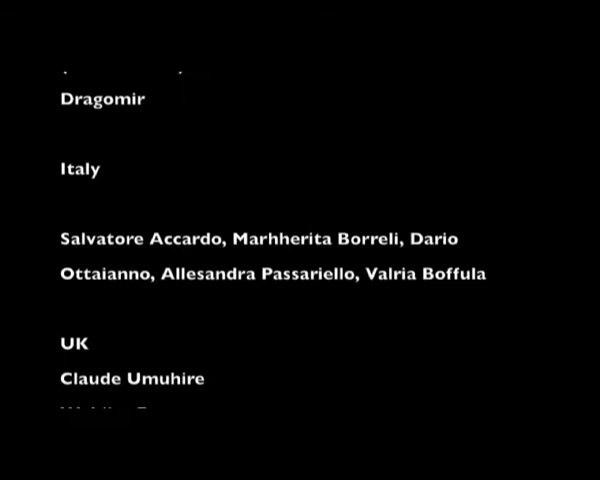 Dragomir
Italy
Salvatore Accardo, Marhherita Borreli, Dario
Ottaianno, Allesandra Passariello, Valria Boffula
UK
Claude Umuhire